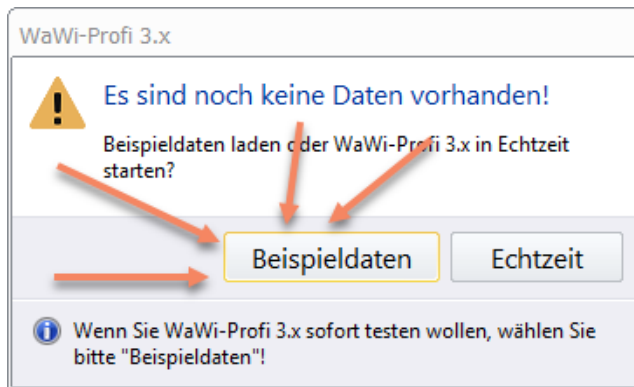 WaWi-Profi 3.x
Es sind noch keine Daten vorhanden!
Beispieldaten laden oder WaWi-Profi 3.x in Echtzeit
starten?
Beispieldaten
Echtzeit
Wenn Sie WaWi-Profi 3.x sofort testen wollen, wählen Sie
bitte "Beispieldaten"!